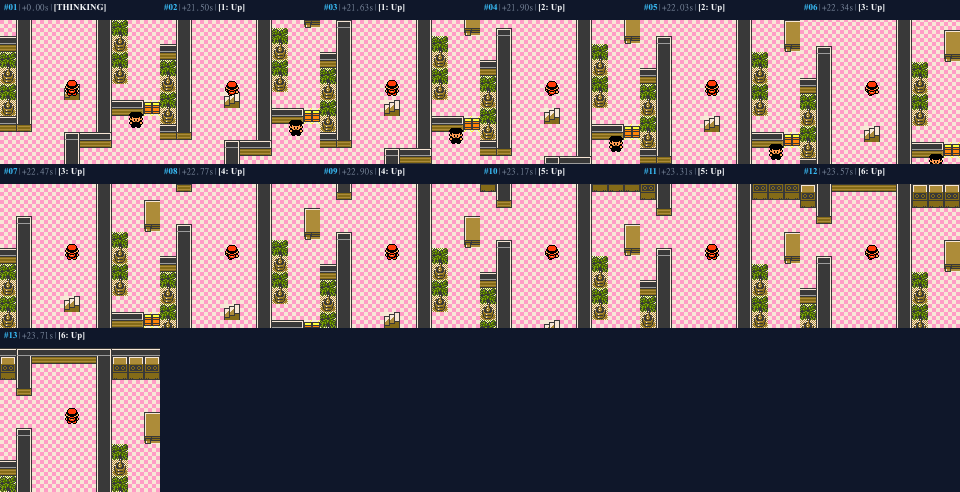 #01|+0.00s|[THINKING]
#02|+21.50s|[1: Up]
#03|+21.63s|[1: Up]
#04|+21.90s|[2: Up]
#05|+22.03s|[2: Up]
#06|+22.34s|[3: Up]
#07|+22.47s|[3: Up]
#08|+22.77s|[4: Up]
#09|+22.90s|[4: Up]
#10|+23.17s|[5: Up]
#11|+23.31s|[5: Up]
#12|+23.57s|[6: Up]
#13|+23.71s|[6: Up]